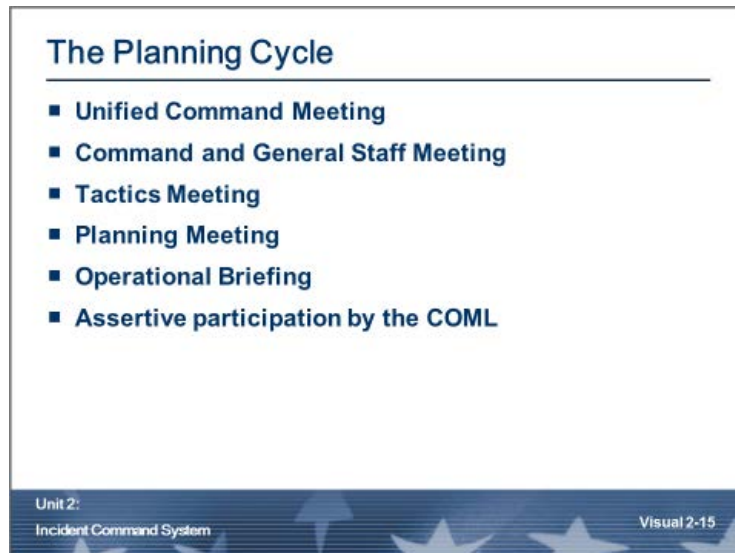 The Planning Cycle
■ Unified Command Meeting
■ Command and General Staff Meeting
■ Tactics Meeting
■ Planning Meeting
■ Operational Briefing
■ Assertive participation by the COML
Unit 2:
Incident Command System
Visual 2-15